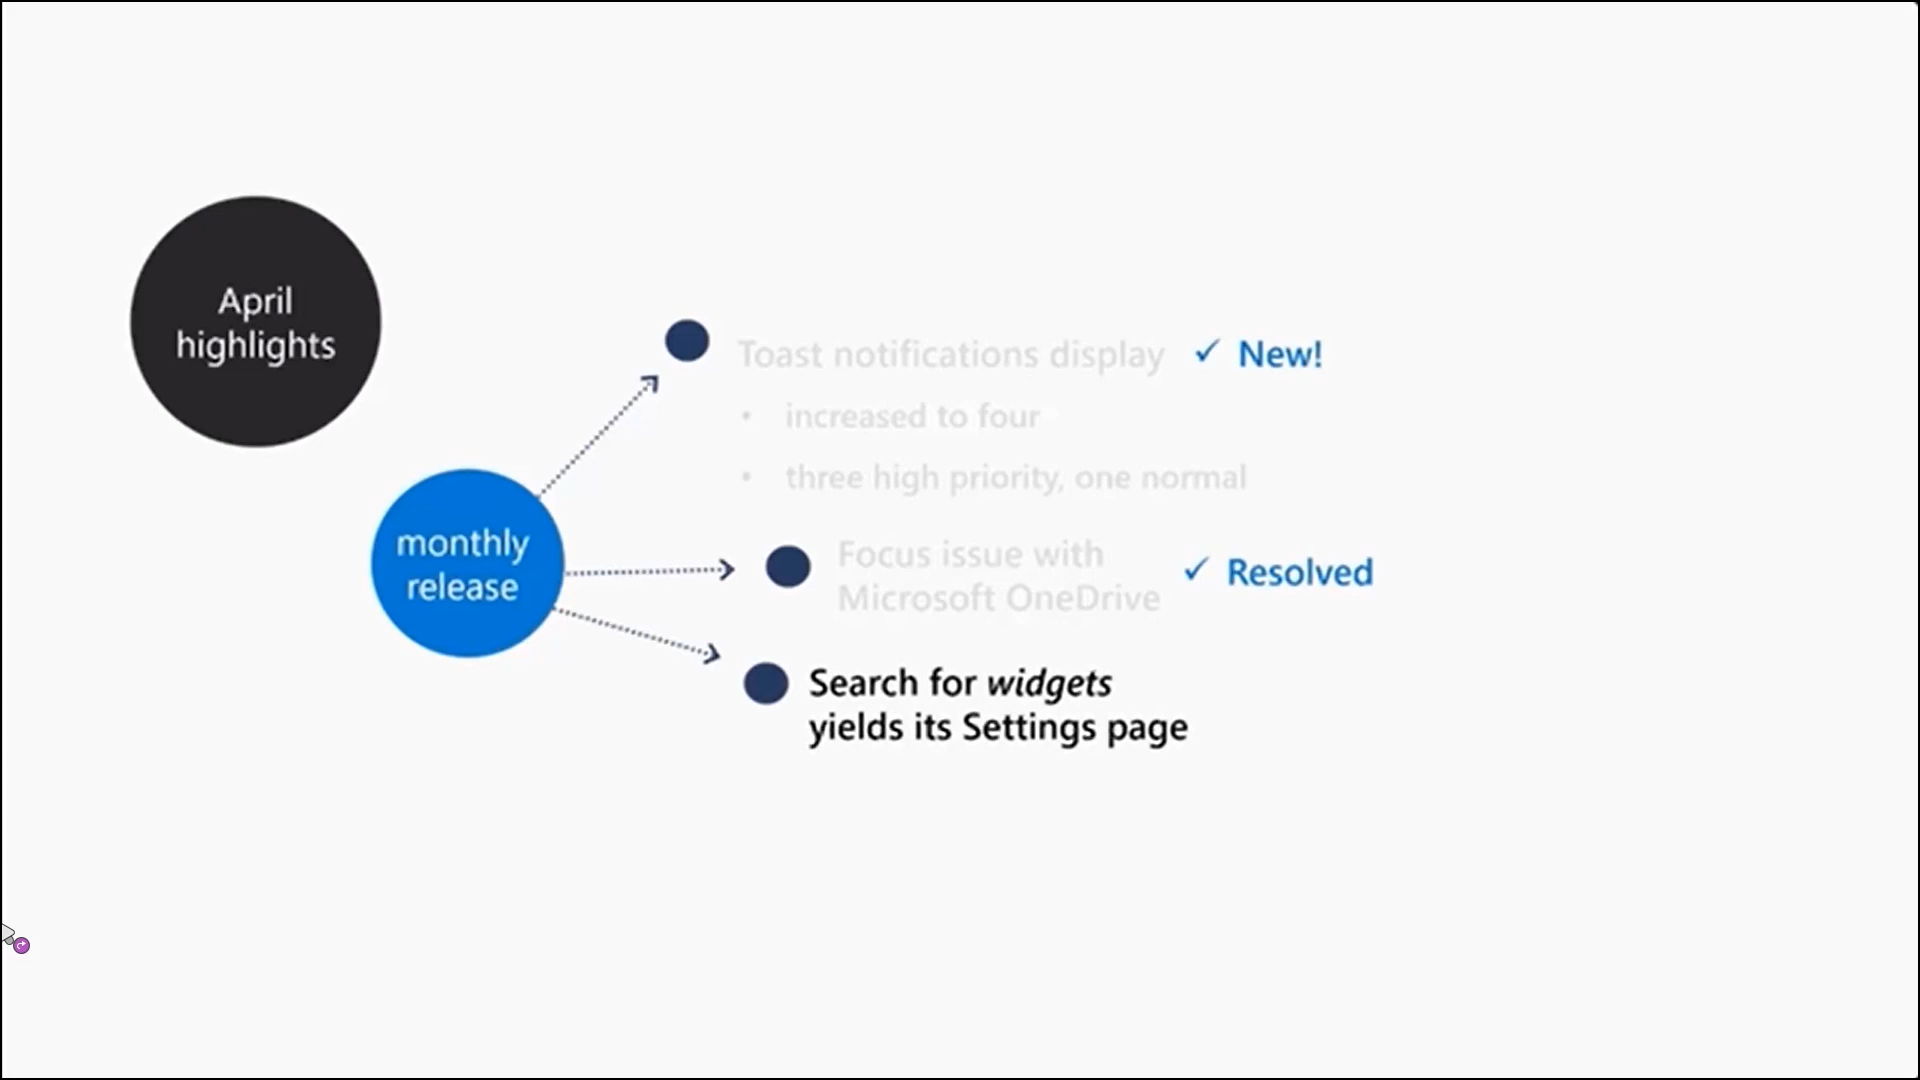 April
highlights
monthly
release
Toast notifications display ✓ New!
• increased to four
• three high priority, one normal
Focus issue with
Microsoft OneDrive
✓ Resolved
Search for widgets
yields its Settings page